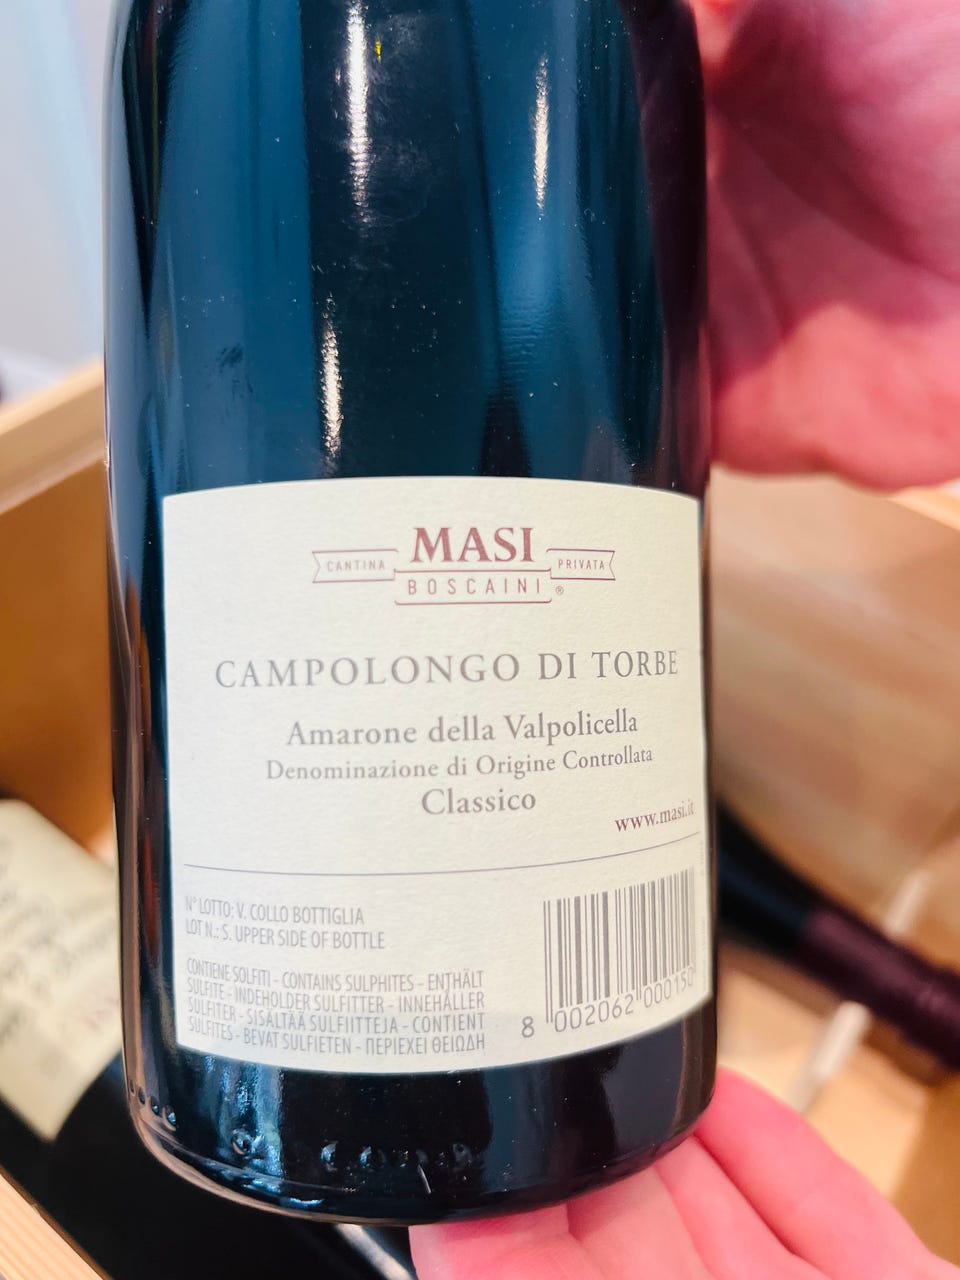 MASI
CANTINA PRIVATA
BOSCAINI ®
CAMPOLONGO DI TORBE
Amarone della Valpolicella
Denominazione di Origine Controllata
Classico
www.masi.it
N° LOTTO: V. COLLO BOTTIGLIA
LOT N.: S. UPPER SIDE OF BOTTLE
CONTIENE SOLFITI - CONTAINS SULPHITES - ENTHÄLT
SULFITE - INDEHOLDER SULFITTER - INNEHÅLLER
SULFITER - SISÄLTÄÄ SULFIITTEJA - CONTIENT
SULFITES - BEVAT SULFIETEN - ΠΕΡΙΕΧΕΙ ΘΕΙΩΔΗ
8 002062 000150